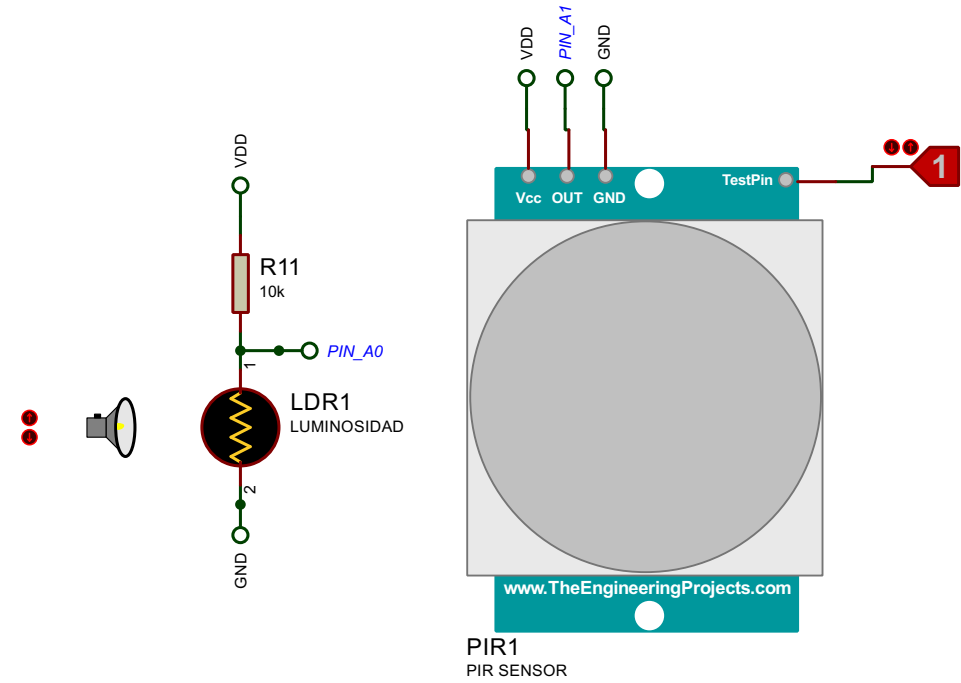 VDD
PIN_A1
GND
VDD
1
TestPin
Vcc OUT GND
R11
10k
PIN_A0
1
LDR1
LUMINOSIDAD
2
GND
www.TheEngineeringProjects.com
PIR1
PIR SENSOR